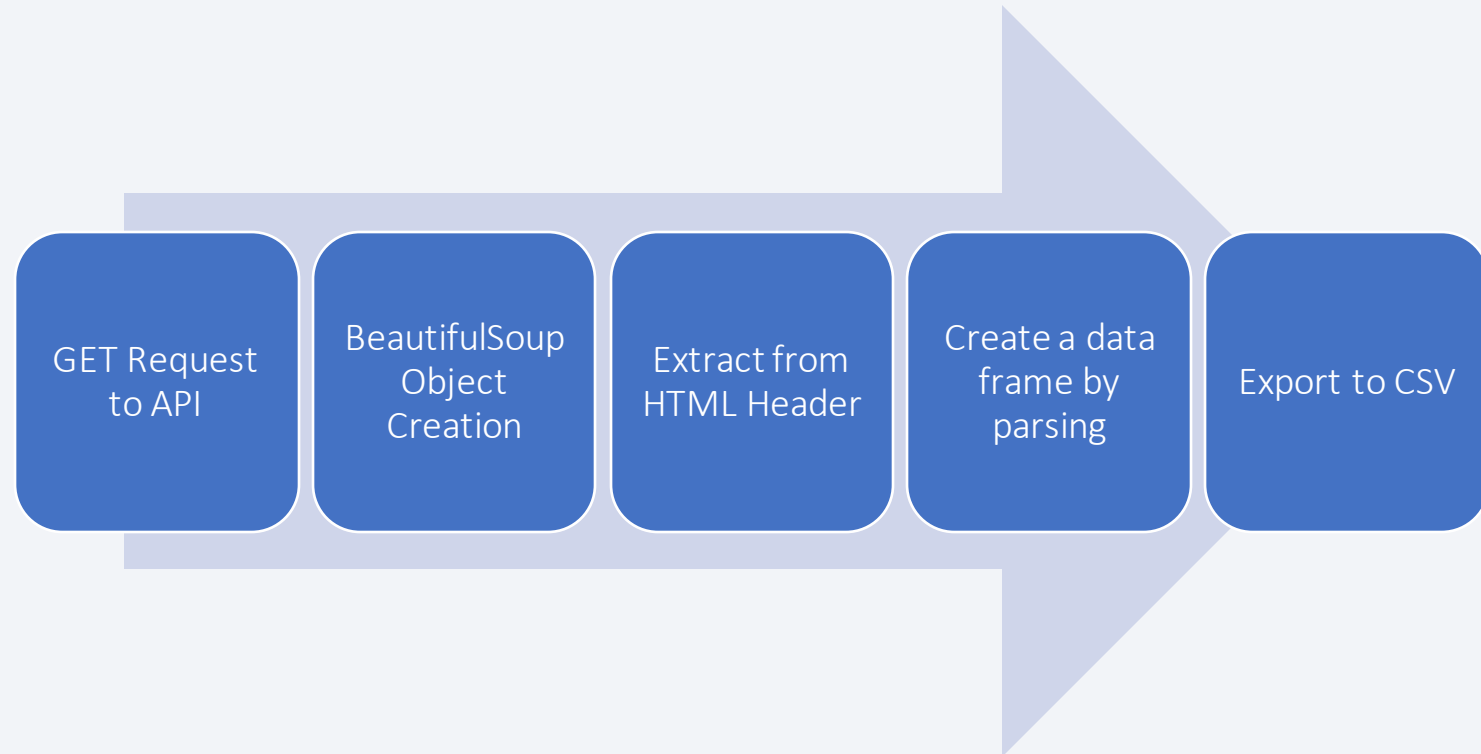 GET Request
to API
BeautifulSoup
Object
Creation
Extract from
HTML Header
Create a data
frame by
parsing
Export to CSV